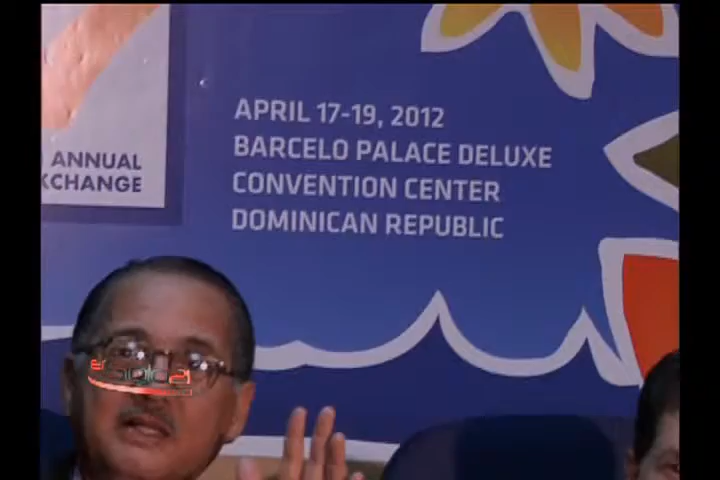 ANNUAL
XCHANGE
APRIL 17-19, 2012
BARCELO PALACE DELUXE
CONVENTION CENTER
DOMINICAN REPUBLIC